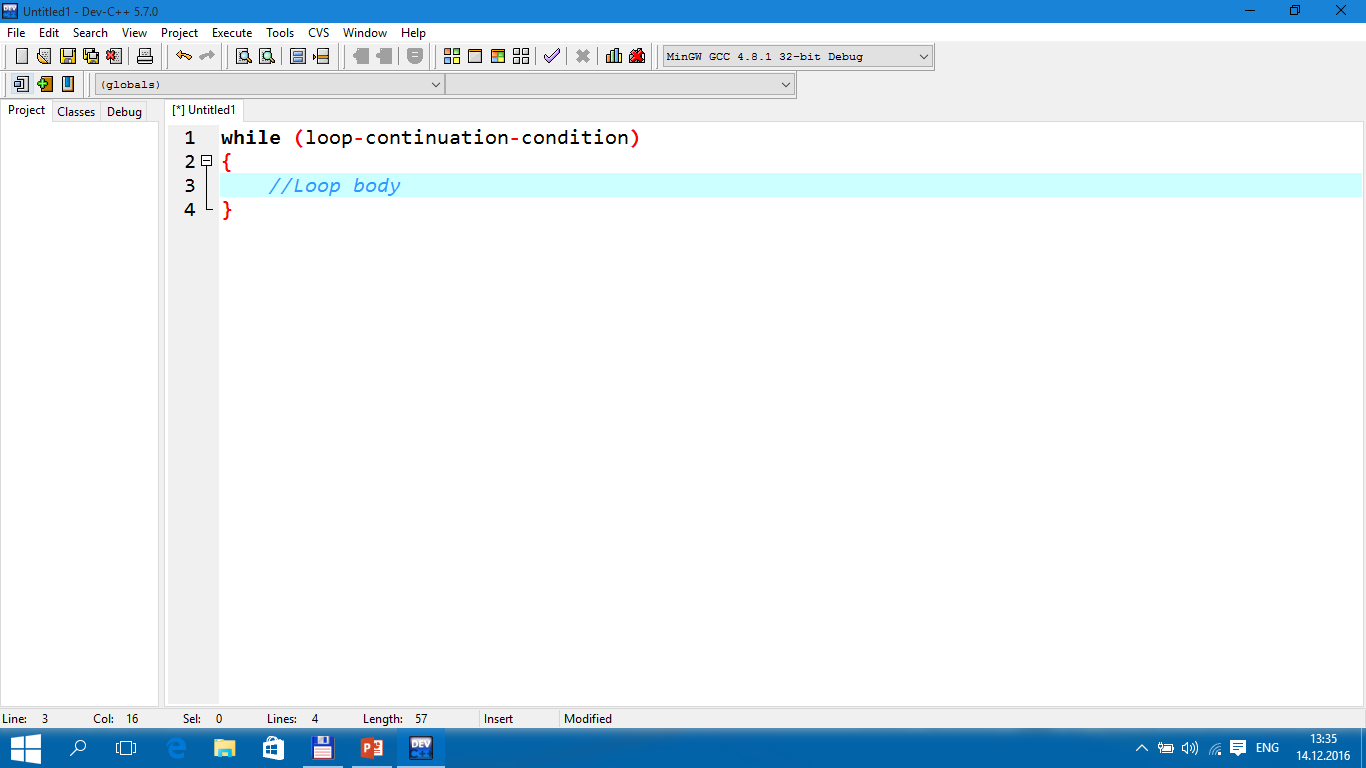 Untitled1 - Dev-C++ 5.7.0
File Edit Search View Project Execute Tools CVS Window Help
MinGW GCC 4.8.1 32-bit Debug
(globals)
Project Classes Debug
[*] Untitled1
1 while (loop-continuation-condition)
2 {
3 //Loop body
4 }
Line: 3 Col: 16 Sel: 0 Lines: 4 Length: 57 Insert Modified
DEV C++
ENG
13:35
14.12.2016